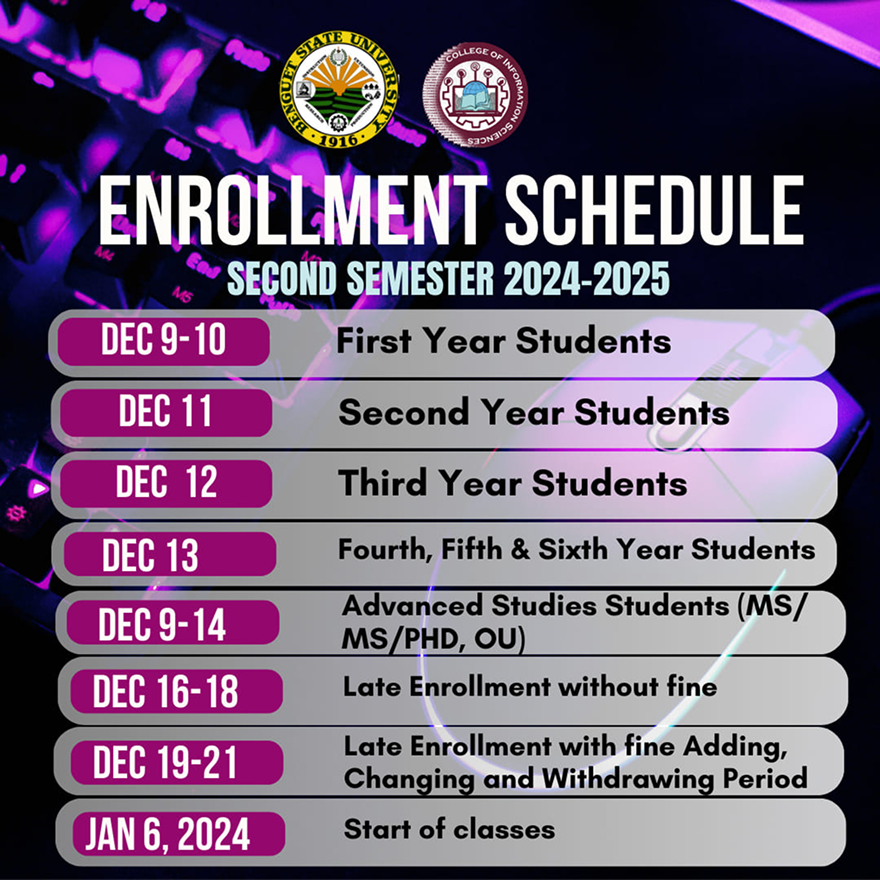 BENGUET STATE UNIVERSITY
1916
COLLEGE OF INFORMATION SCIENCES
ENROLLMENT SCHEDULE
SECOND SEMESTER 2024-2025
DEC 9-10 First Year Students
DEC 11 Second Year Students
DEC 12 Third Year Students
DEC 13 Fourth, Fifth & Sixth Year Students
DEC 9-14 Advanced Studies Students (MS/
MS/PHD, OU)
DEC 16-18 Late Enrollment without fine
DEC 19-21 Late Enrollment with fine Adding,
Changing and Withdrawing Period
JAN 6, 2024 Start of classes
End
M4
M5